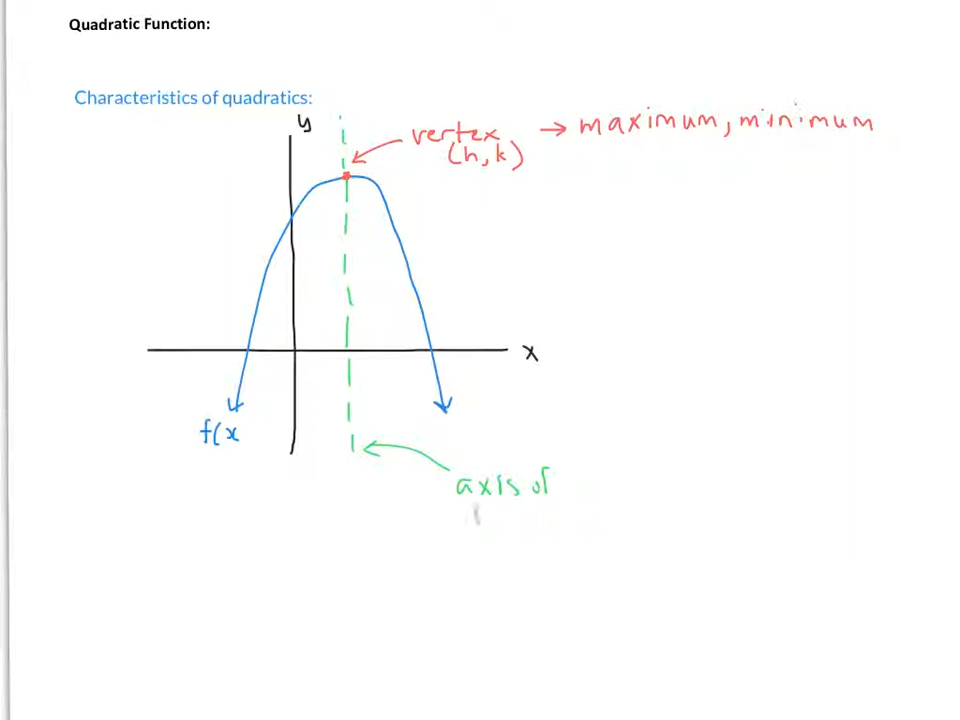 Quadratic Function:
Characteristics of quadratics:
y
vertex → maximum, minimum
(h,k)
x
f(x
axis of